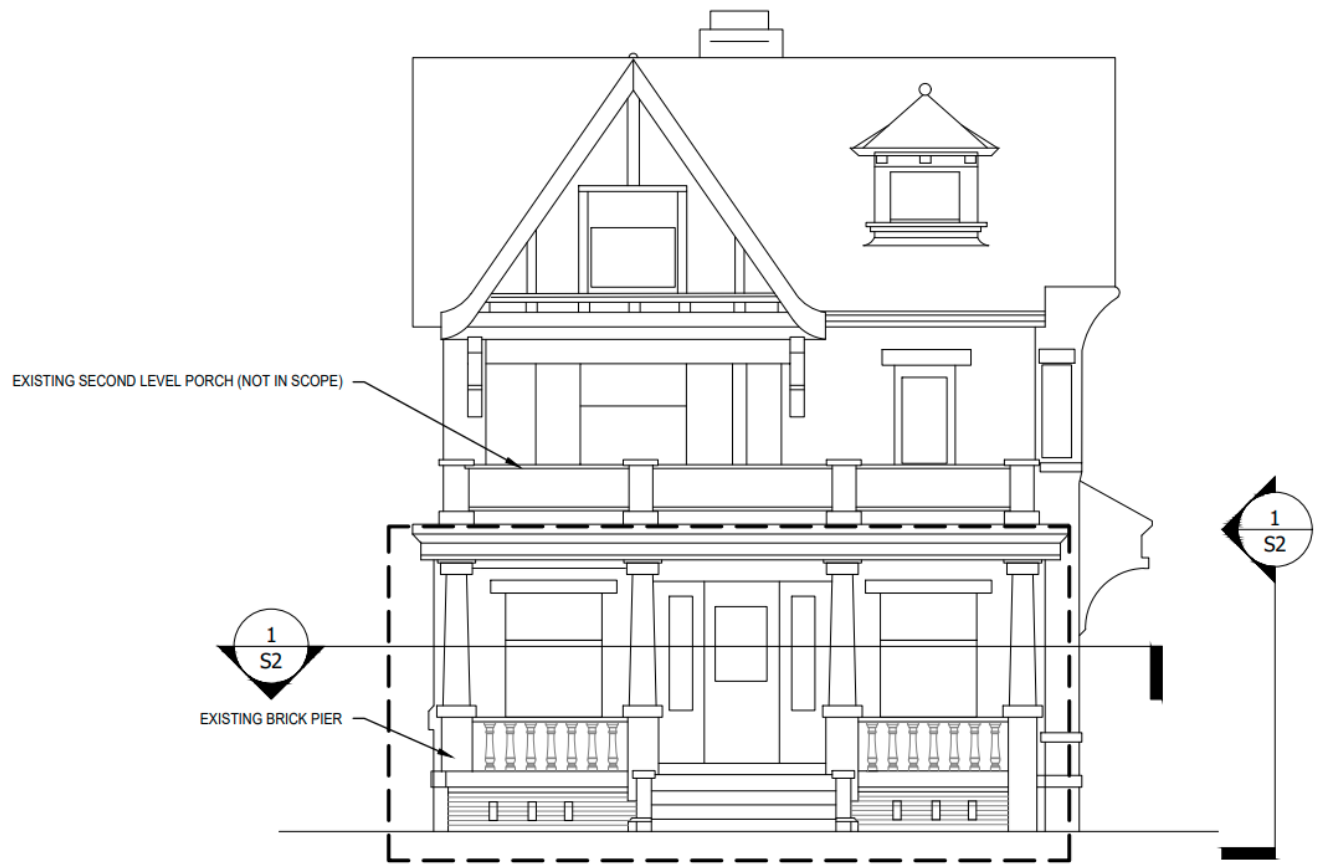 EXISTING SECOND LEVEL PORCH (NOT IN SCOPE)
1
S2
1
S2
EXISTING BRICK PIER